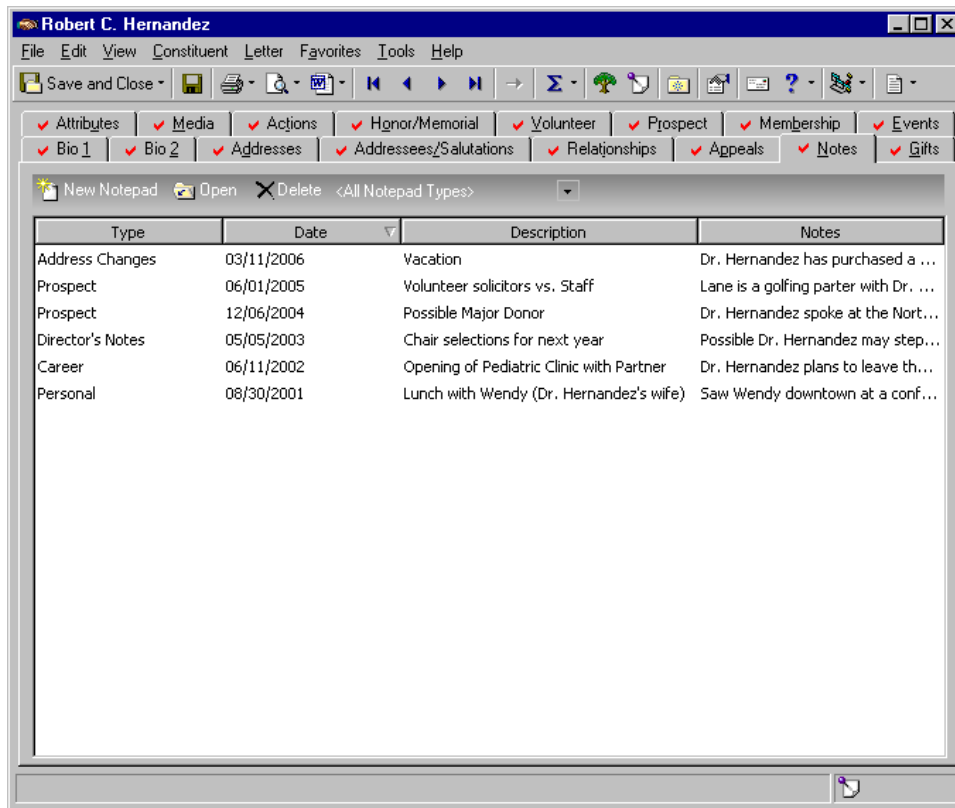 Robert C. Hernandez
File Edit View Constituent Letter Favorites Tools Help
Save and Close
Attributes Media Actions Honor/Memorial Volunteer Prospect Membership Events
Bio 1 Bio 2 Addresses Addressees/Salutations Relationships Appeals Notes Gifts
New Notepad Open Delete <All Notepad Types>
Type Date Description Notes
Address Changes 03/11/2006 Vacation Dr. Hernandez has purchased a ...
Prospect 06/01/2005 Volunteer solicitors vs. Staff Lane is a golfing parter with Dr. ...
Prospect 12/06/2004 Possible Major Donor Dr. Hernandez spoke at the Nort...
Director's Notes 05/05/2003 Chair selections for next year Possible Dr. Hernandez may step...
Career 06/11/2002 Opening of Pediatric Clinic with Partner Dr. Hernandez plans to leave th...
Personal 08/30/2001 Lunch with Wendy (Dr. Hernandez's wife) Saw Wendy downtown at a conf...